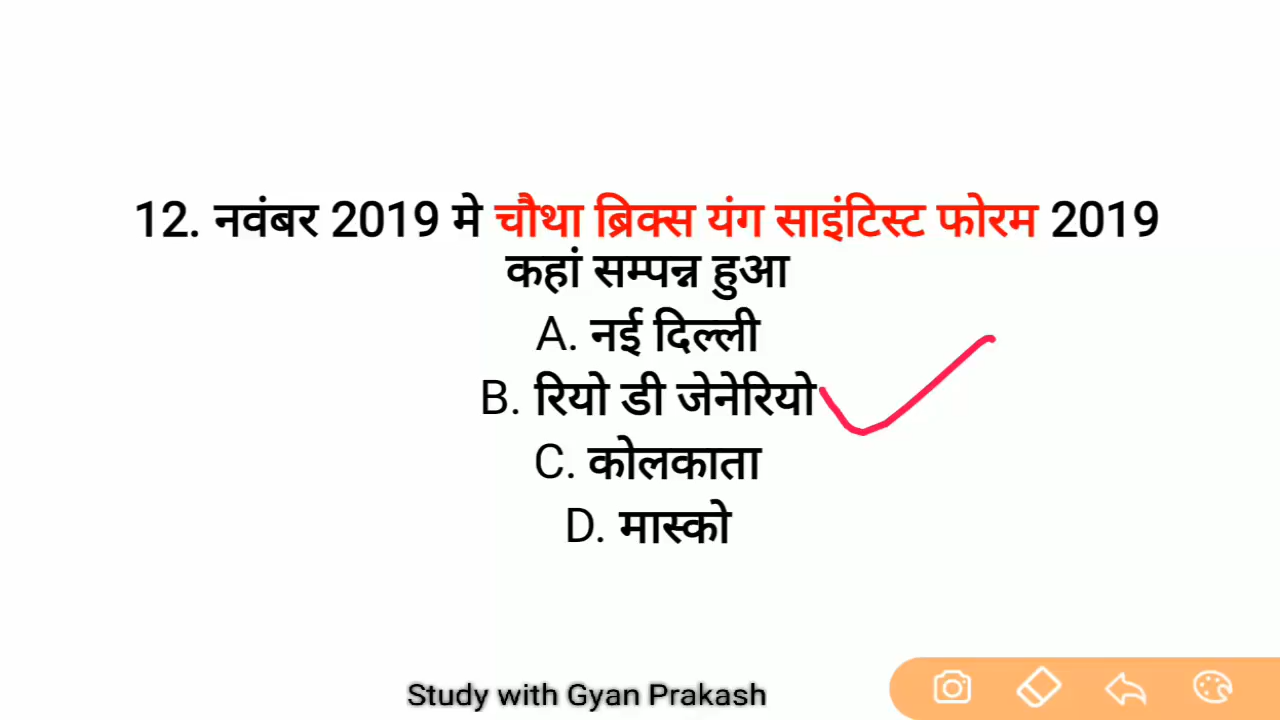 12. नवंबर 2019 मे चौथा ब्रिक्स यंग साइंटिस्ट फोरम 2019
कहां सम्पन्न हुआ
A. नई दिल्ली
B. रियो डी जेनेरियो
C. कोलकाता
D. मास्को
Study with Gyan Prakash